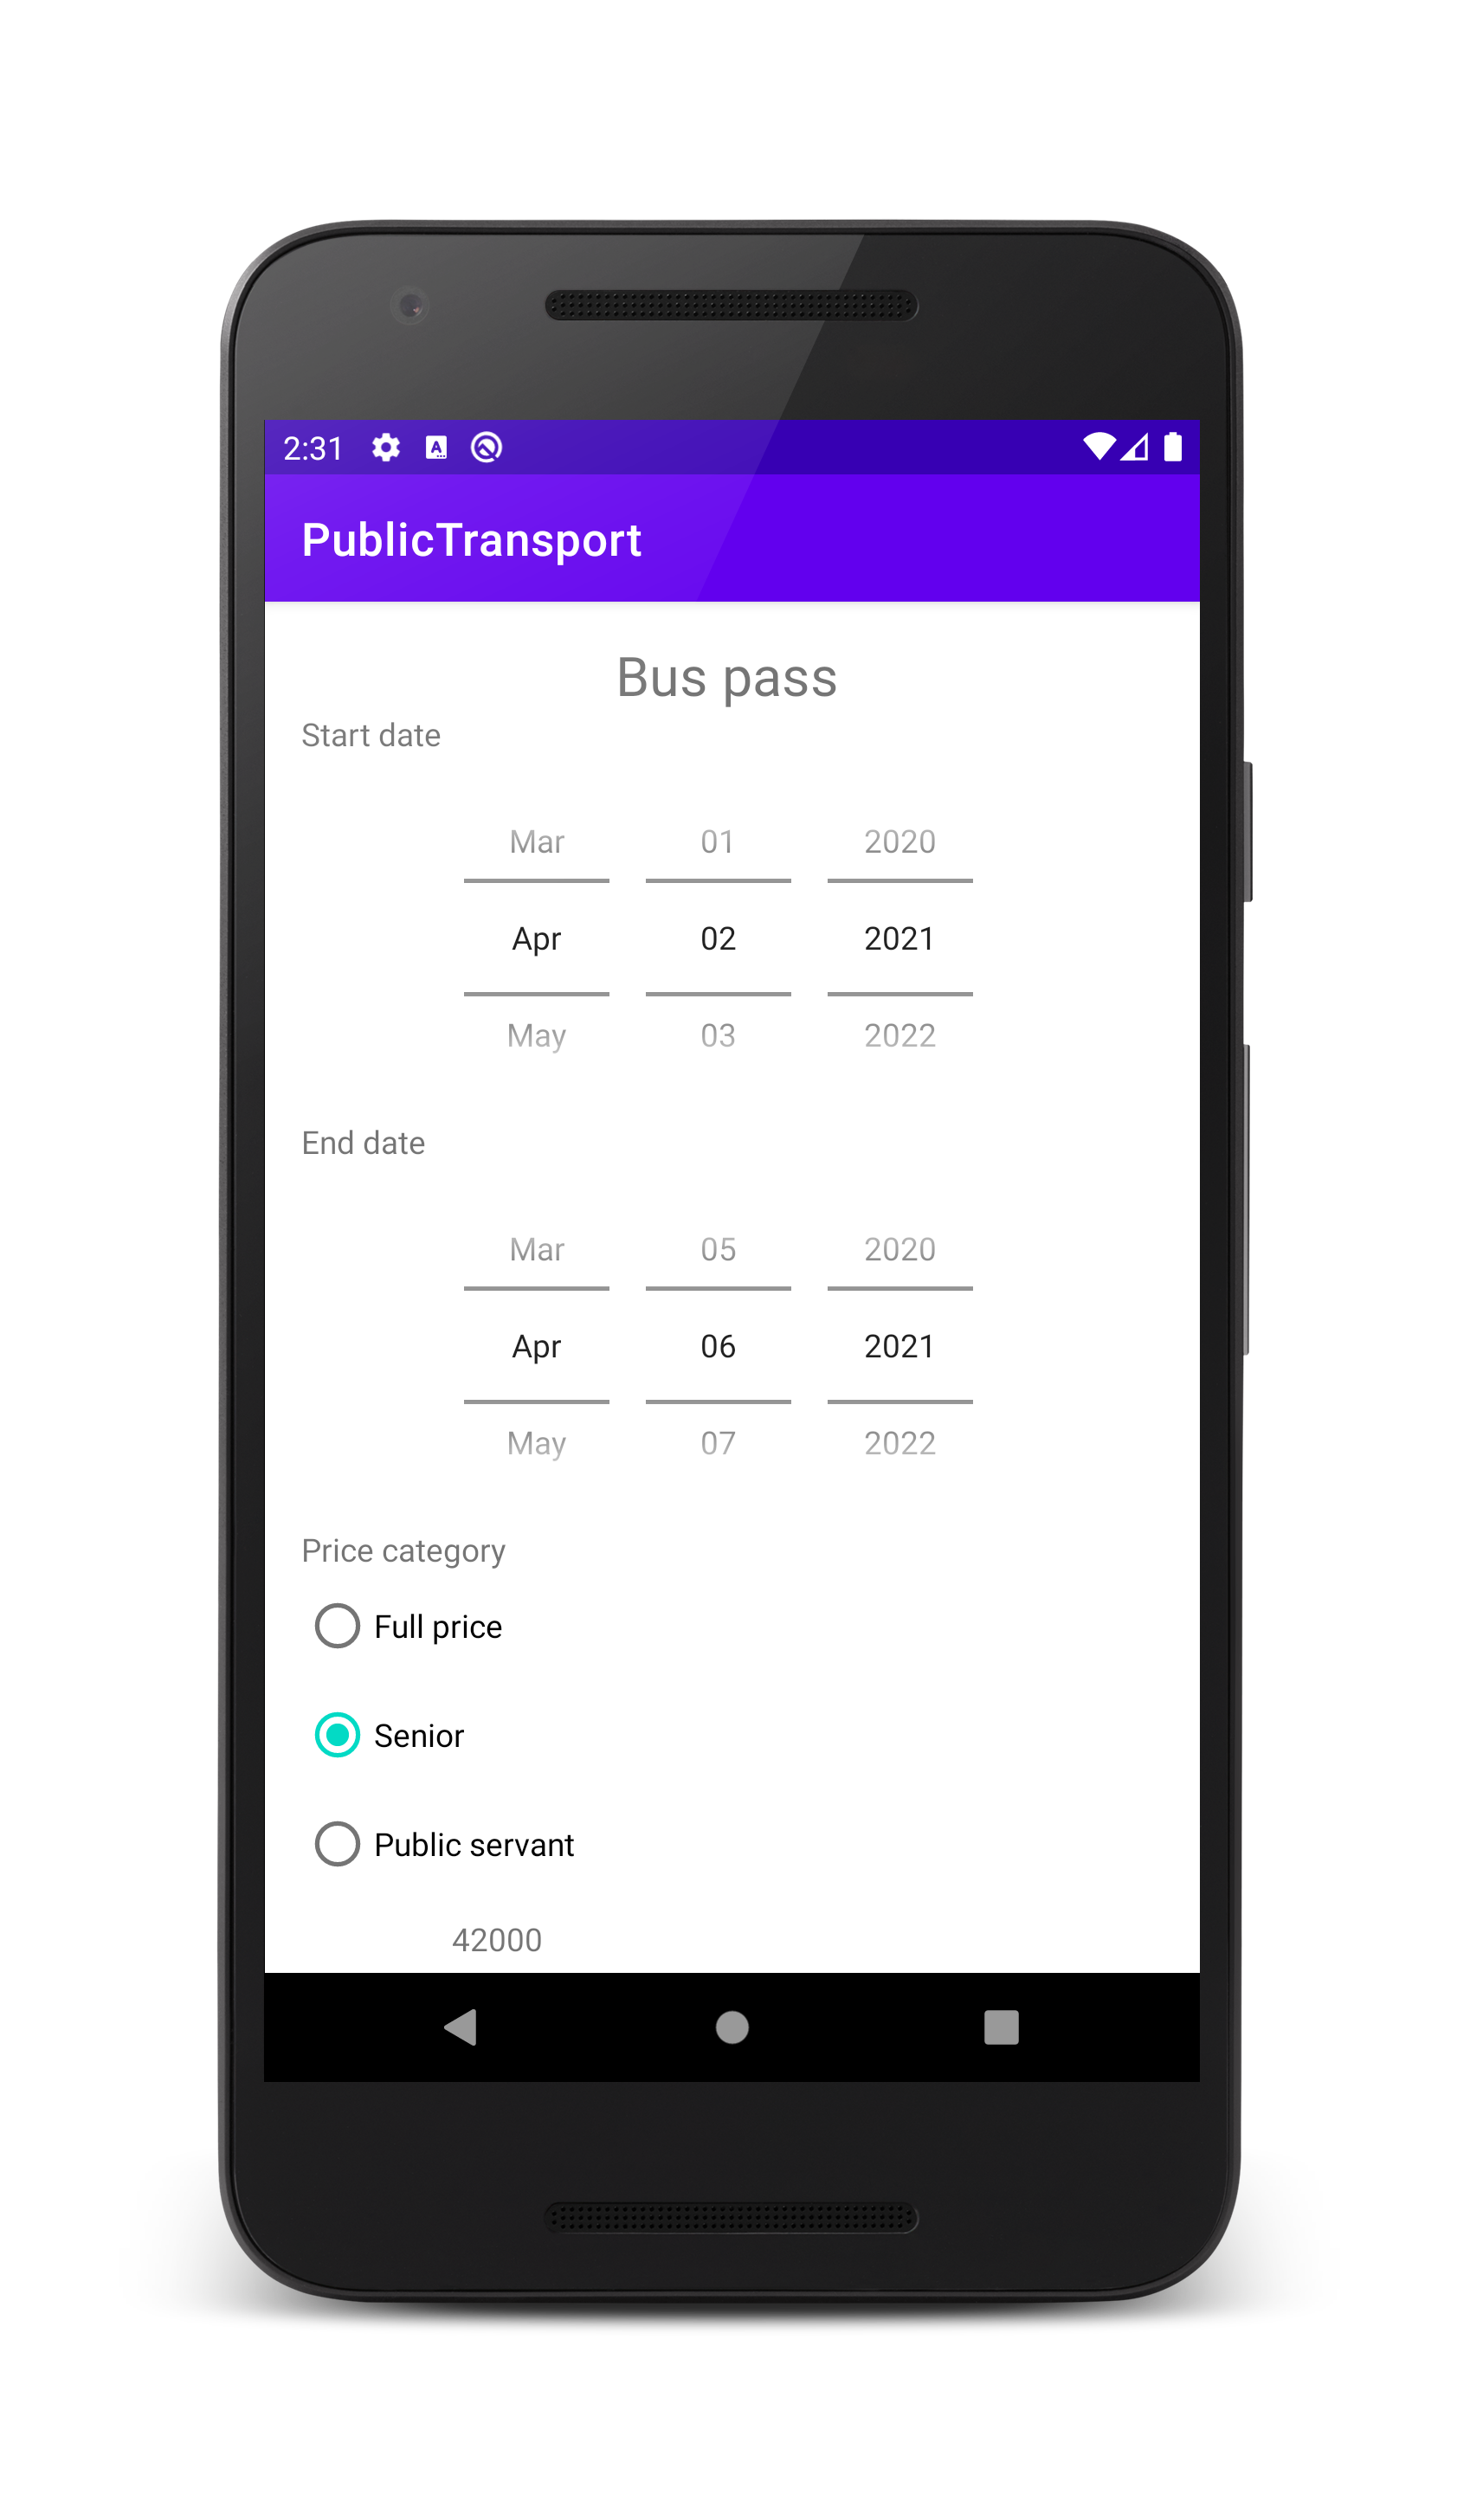 2:31
PublicTransport
Bus pass
Start date
Mar 01 2020
Apr 02 2021
May 03 2022
End date
Mar 05 2020
Apr 06 2021
May 07 2022
Price category
Full price
Senior
Public servant
42000